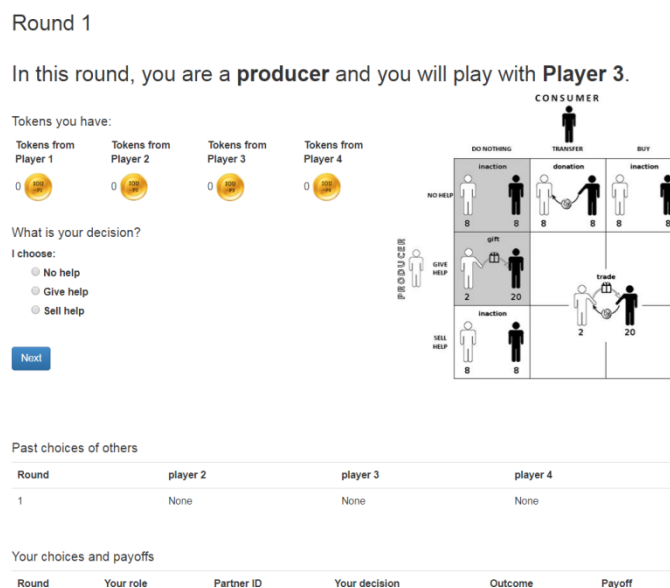 Round 1
In this round, you are a producer and you will play with Player 3.
Tokens you have:
Tokens from Player 1
Tokens from Player 2
Tokens from Player 3
Tokens from Player 4
0
0
0
0
What is your decision?
I choose:
No help
Give help
Sell help
Next
CONSUMER
DO NOTHING TRANSFER BUY
PRODUCER
inaction donation inaction
NO HELP
8 8 8 8 8 8
gift
GIVE HELP
2 20
trade
2 20
inaction
SELL HELP
8 8
Past choices of others
Round player 2 player 3 player 4
1 None None None
Your choices and payoffs
Round Your role Partner ID Your decision Outcome Payoff